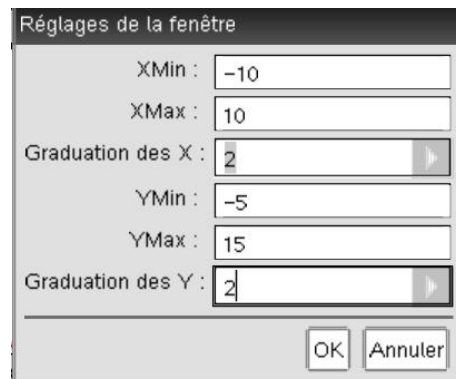 Réglages de la fenêtre
XMin : -10
XMax : 10
Graduation des X : 2
YMin : -5
YMax : 15
Graduation des Y : 2
OK Annuler